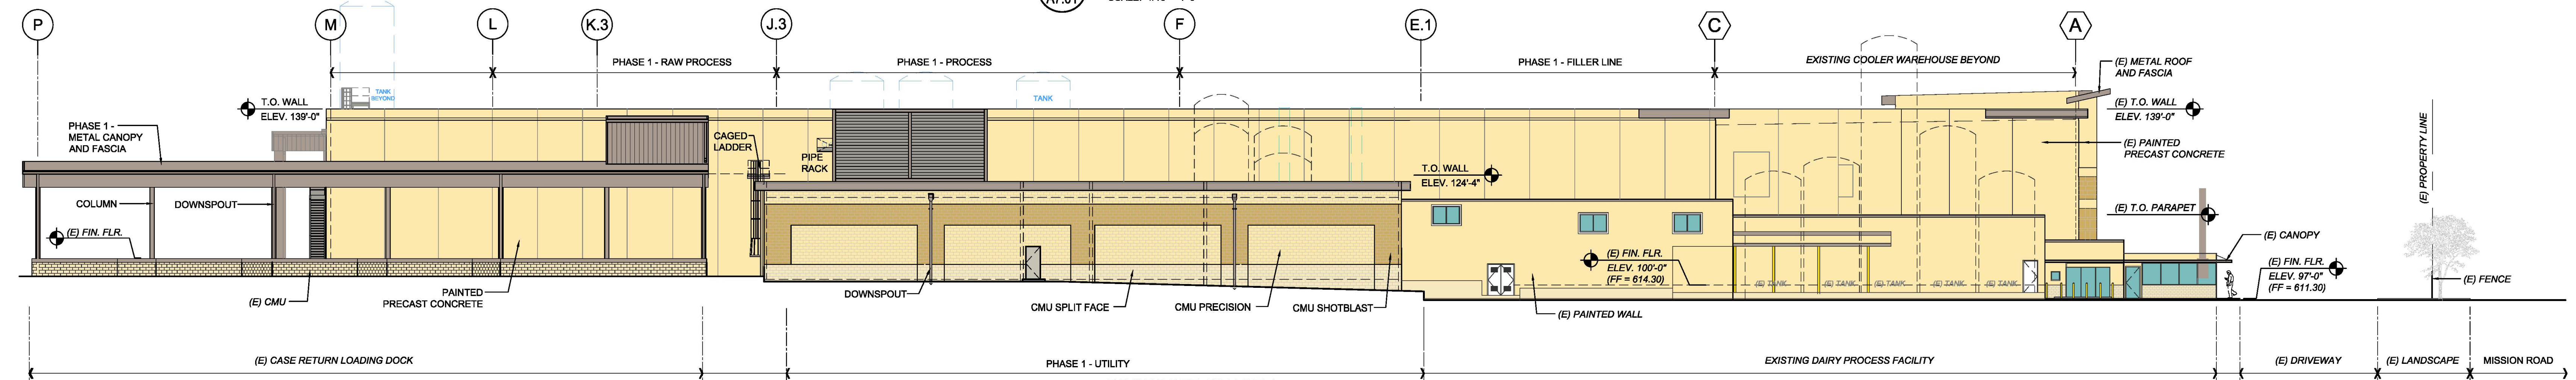 P
M
L
K.3
J.3
F
E.1
C
A
PHASE 1 - RAW PROCESS
PHASE 1 - PROCESS
PHASE 1 - FILLER LINE
EXISTING COOLER WAREHOUSE BEYOND
(E) METAL ROOF
AND FASCIA
TANK
BEYOND
TANK
T.O. WALL
ELEV. 139'-0"
(E) T.O. WALL
ELEV. 139'-0"
PHASE 1 -
METAL CANOPY
AND FASCIA
CAGED
LADDER
PIPE
RACK
(E) PAINTED
PRECAST CONCRETE
(E) PROPERTY LINE
T.O. WALL
ELEV. 124'-4"
COLUMN
DOWNSPOUT
(E) T.O. PARAPET
(E) FIN. FLR.
(E) CANOPY
(E) FIN. FLR.
ELEV. 100'-0"
(FF = 614.30)
(E) FIN. FLR.
ELEV. 97'-0"
(FF = 611.30)
(E) FENCE
(E) TANK
(E) TANK
(E) TANK
(E) TANK
(E) TANK
(E) CMU
PAINTED
PRECAST CONCRETE
DOWNSPOUT
CMU SPLIT FACE
CMU PRECISION
CMU SHOTBLAST
(E) PAINTED WALL
(E) CASE RETURN LOADING DOCK
PHASE 1 - UTILITY
EXISTING DAIRY PROCESS FACILITY
(E) DRIVEWAY
(E) LANDSCAPE
MISSION ROAD